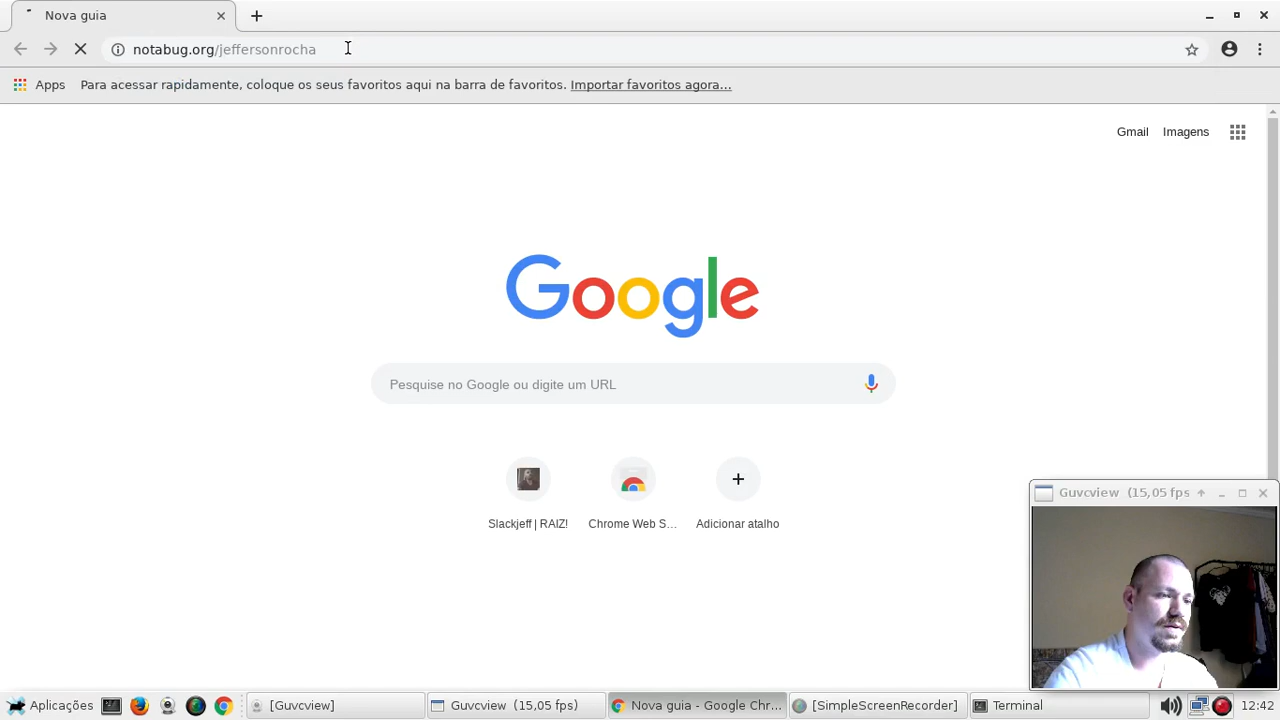 Nova guia
notabug.org/jeffersonrocha
Apps Para acessar rapidamente, coloque os seus favoritos aqui na barra de favoritos. Importar favoritos agora...
Gmail Imagens
Google
Pesquise no Google ou digite um URL
Slackjeff | RAIZ! Chrome Web S... Adicionar atalho
Guvcview (15,05 fps
Aplicações [Guvcview] Guvcview (15,05 fps) Nova guia - Google Chr... [SimpleScreenRecorder] Terminal 12:42